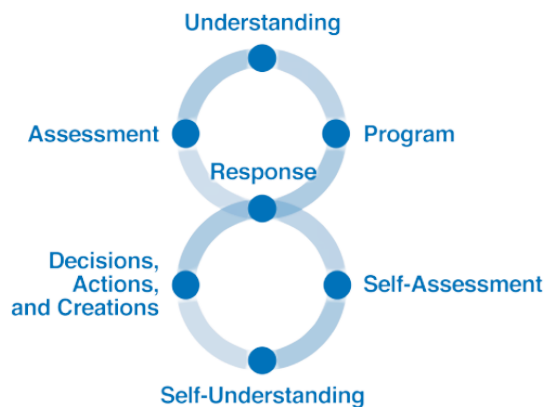 Understanding
Assessment
Program
Response
Decisions,
Actions,
and Creations
Self-Assessment
Self-Understanding